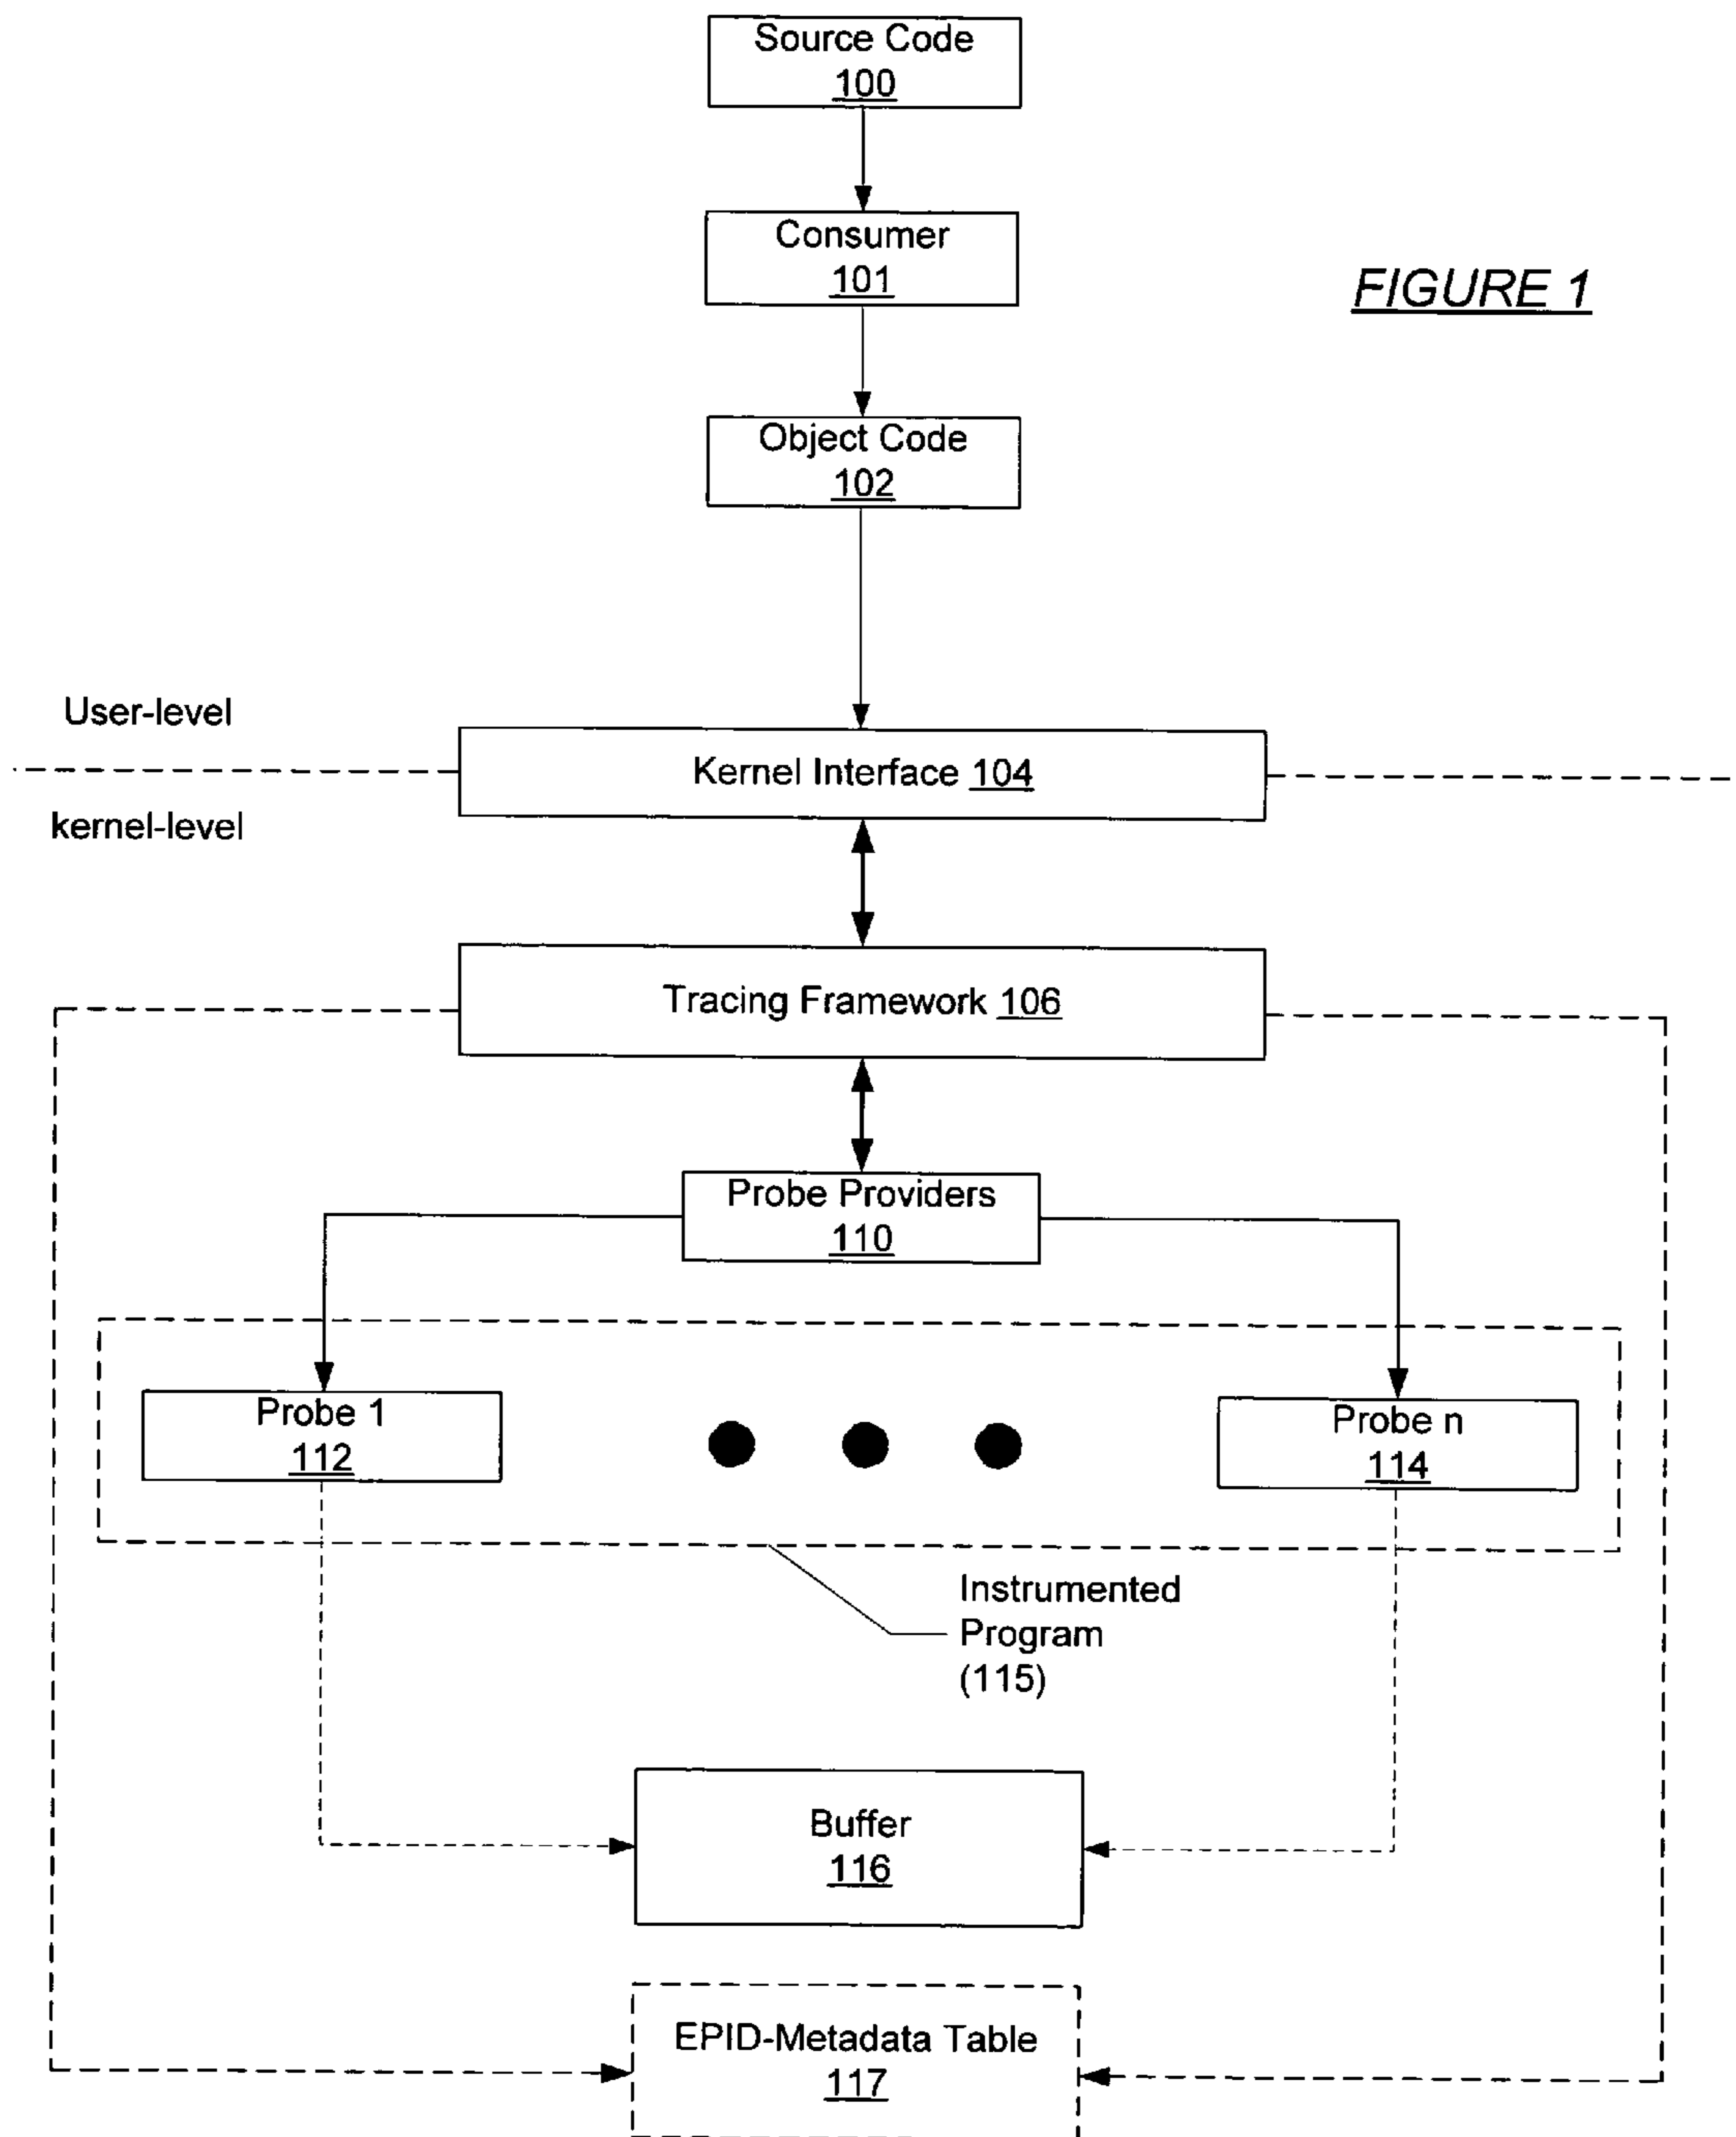 Source Code
100
Consumer
101
FIGURE 1
Object Code
102
User-level
Kernel Interface 104
kernel-level
Tracing Framework 106
Probe Providers
110
Probe 1
112
Probe n
114
Instrumented
Program
(115)
Buffer
116
EPID-Metadata Table
117